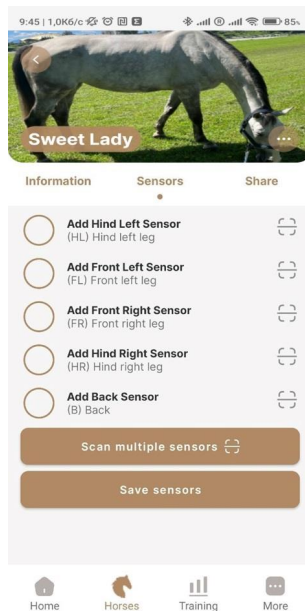 9:45 | 1,0Кб/с
85%
Sweet Lady
Information Sensors Share
Add Hind Left Sensor
(HL) Hind left leg
Add Front Left Sensor
(FL) Front left leg
Add Front Right Sensor
(FR) Front right leg
Add Hind Right Sensor
(HR) Hind right leg
Add Back Sensor
(B) Back
Scan multiple sensors
Save sensors
Home Horses Training More